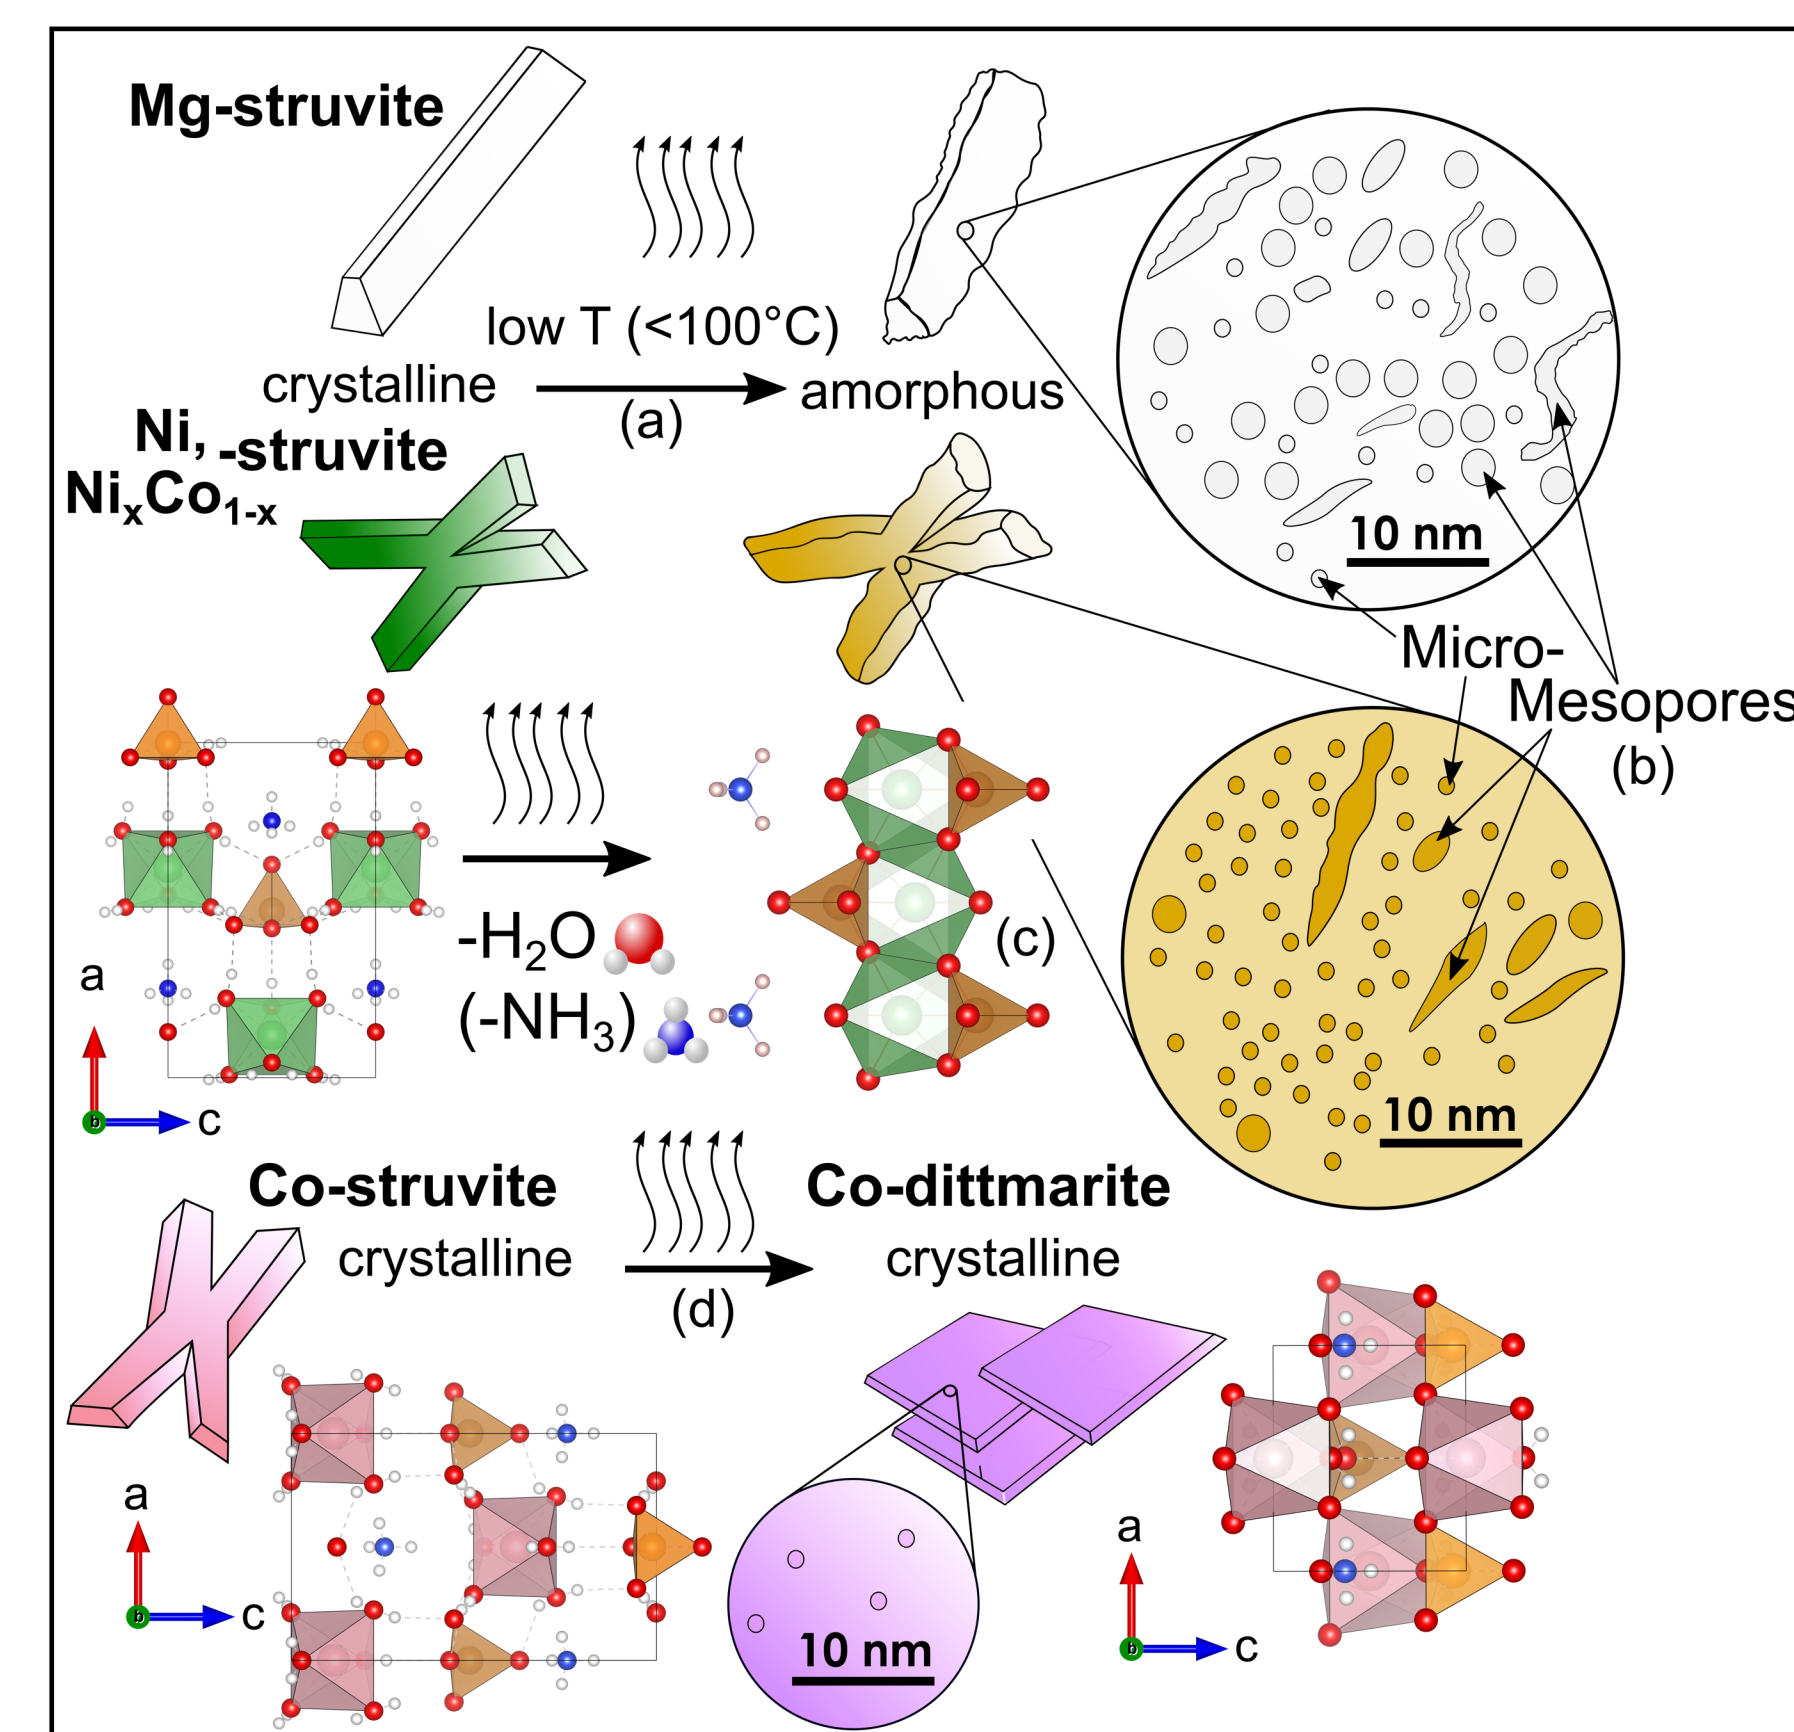 Mg-struvite
low T (<100°C)
crystalline
(a)
amorphous
Ni,
-struvite
NixCo1-x
10 nm
Micro-
Mesopores
(b)
-H2O
(-NH3)
(c)
a
b
c
10 nm
Co-struvite
Co-dittmarite
crystalline
crystalline
(d)
a
b
c
10 nm
a
b
c